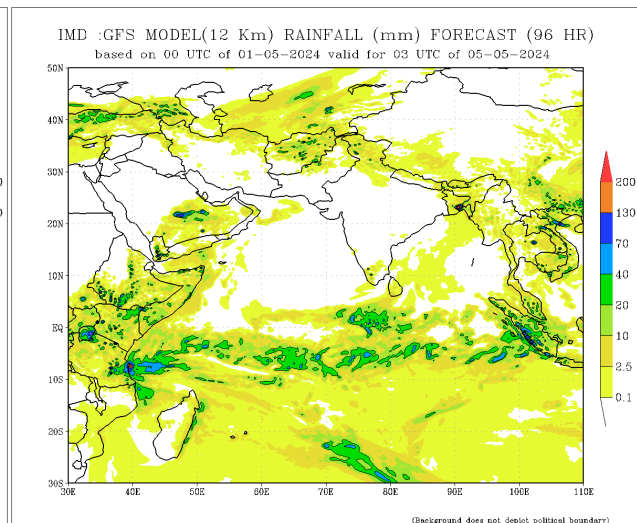 IMD :GFS MODEL(12 Km) RAINFALL (mm) FORECAST (96 HR)
based on 00 UTC of 01-05-2024 valid for 03 UTC of 05-05-2024
50N
40N
30N
20N
10N
EQ
10S
20S
30S
30E 40E 50E 60E 70E 80E 90E 100E 110E
200
130
70
40
20
10
2.5
0.1
(Background does not depict political boundary)